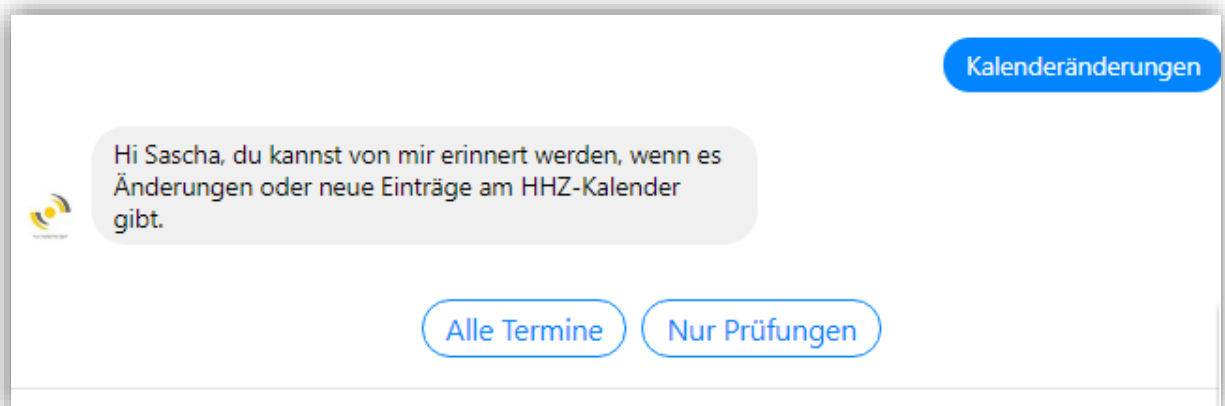 Kalenderänderungen
Hi Sascha, du kannst von mir erinnert werden, wenn es
Änderungen oder neue Einträge am HHZ-Kalender
gibt.
Alle Termine
Nur Prüfungen